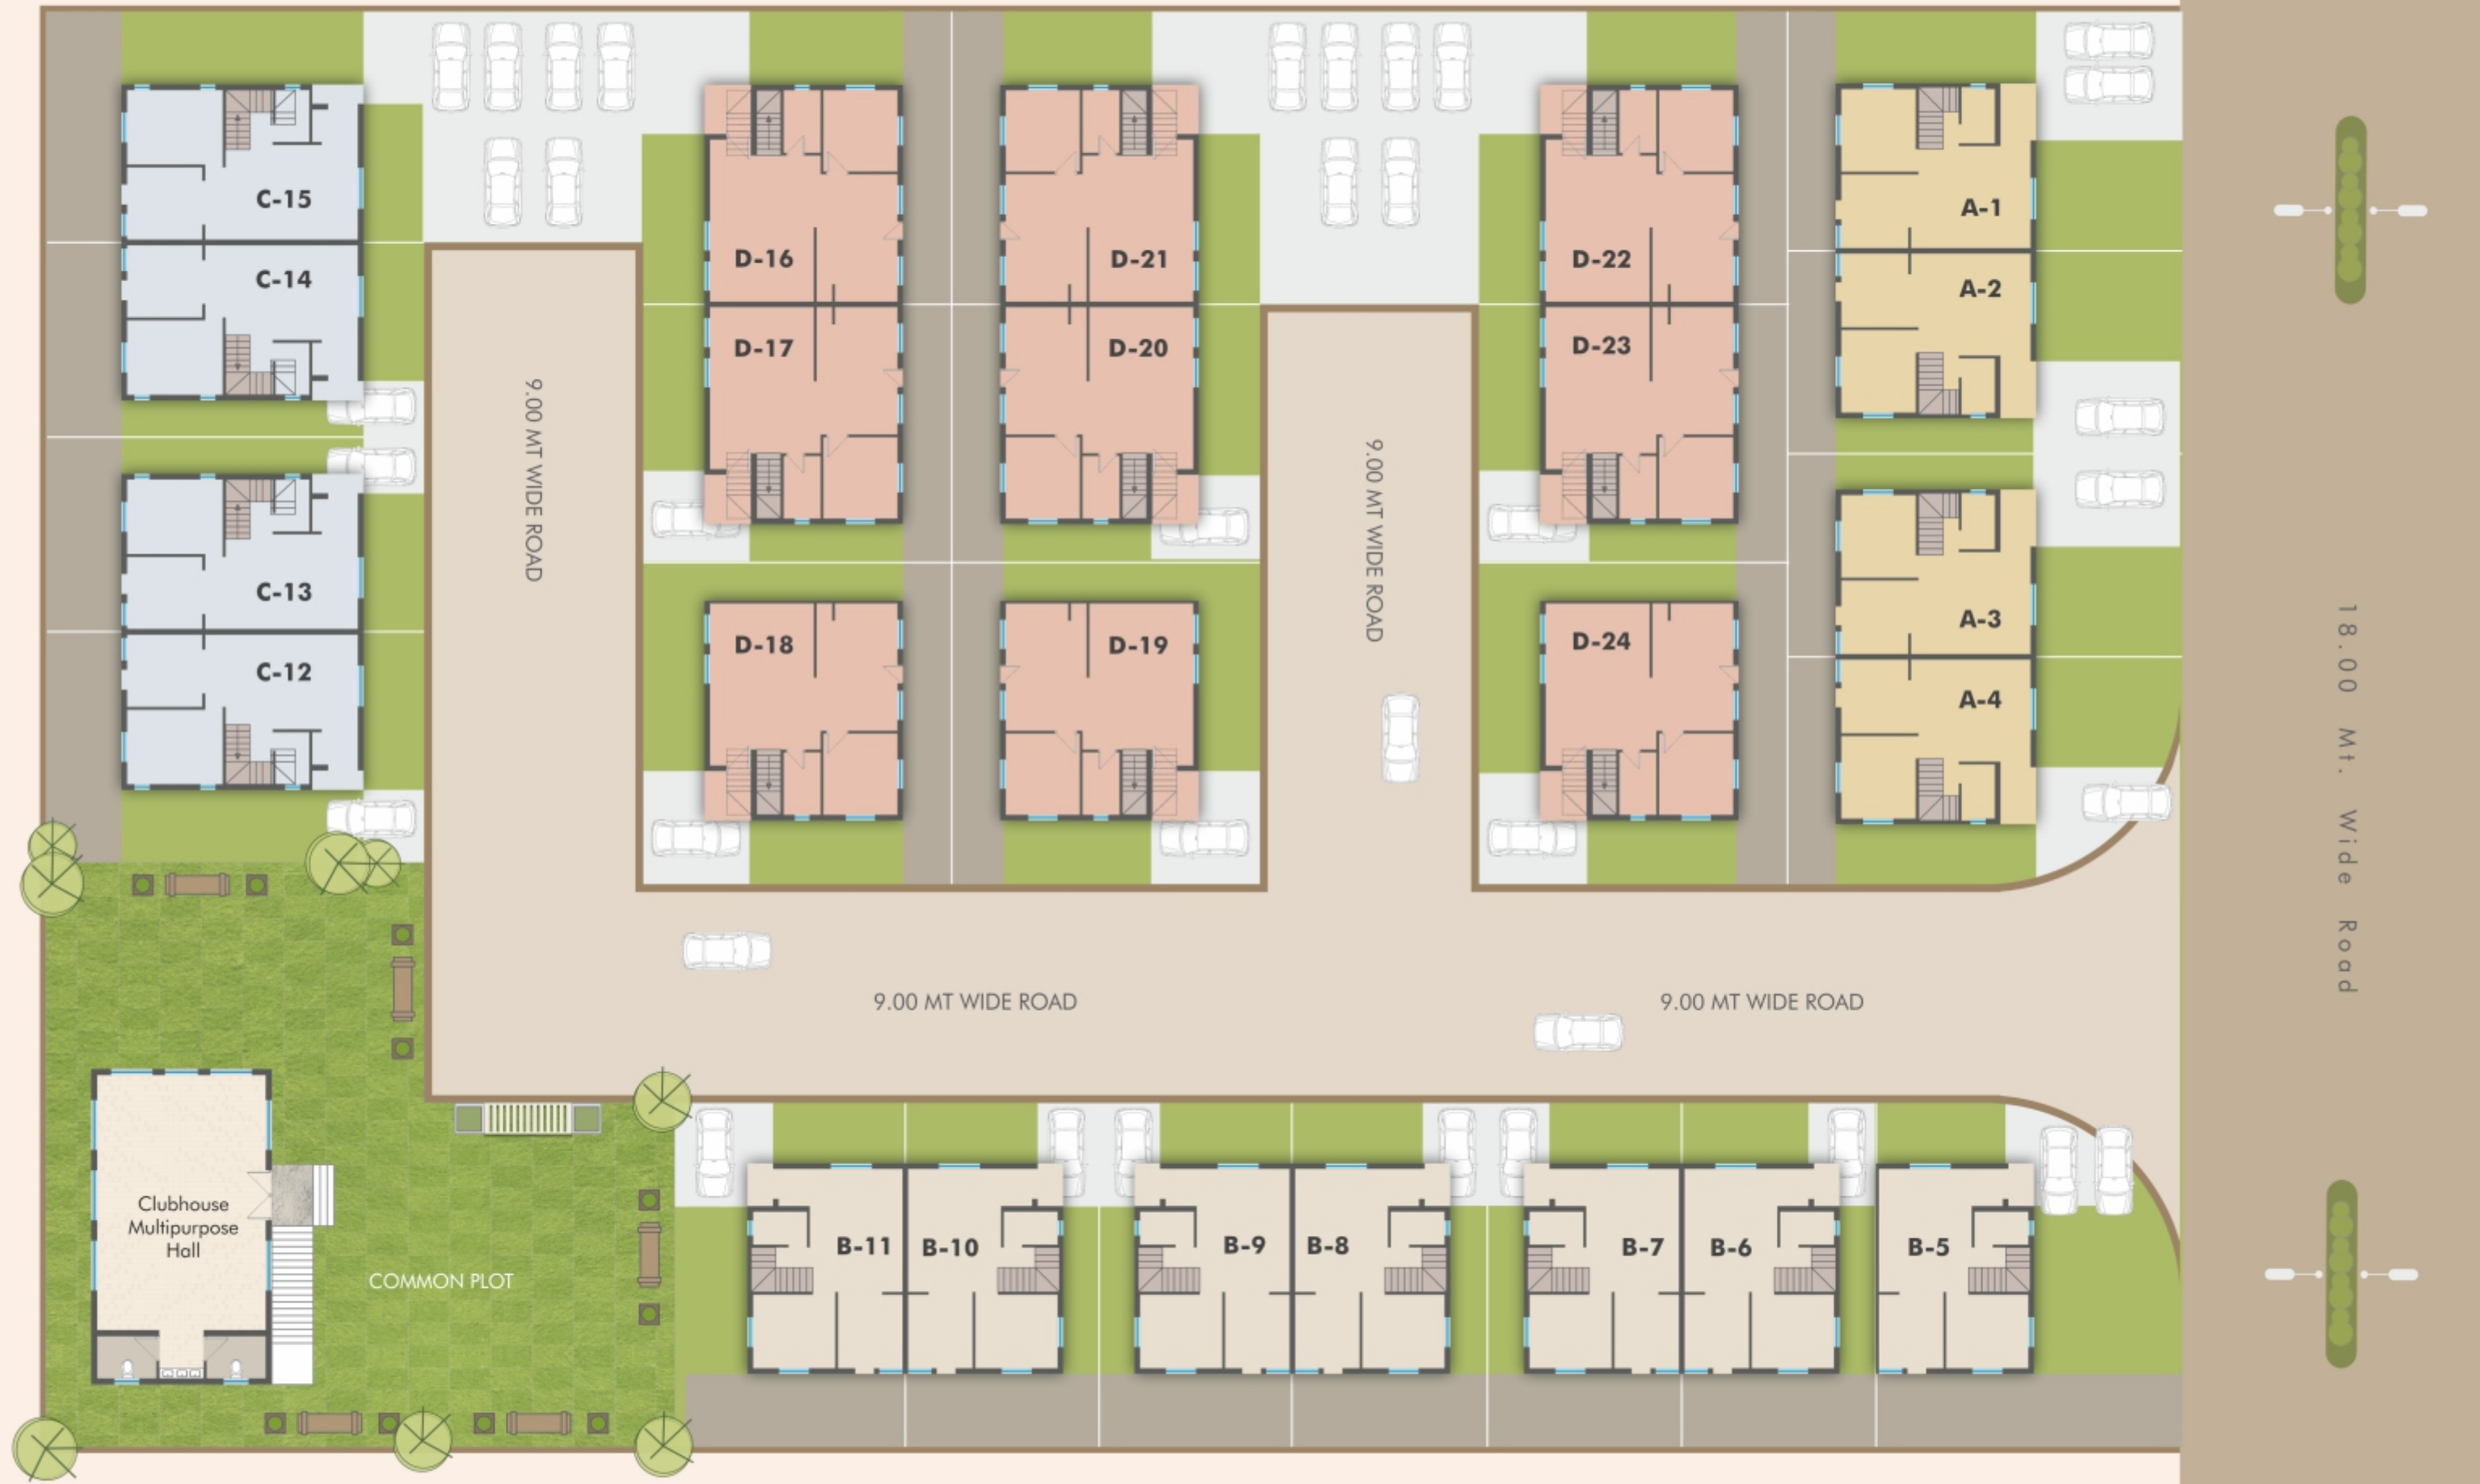 C-15
C-14
C-13
C-12
D-16
D-21
D-17
D-20
D-18
D-19
D-22
D-23
D-24
A-1
A-2
A-3
A-4
9.00 MT WIDE ROAD
9.00 MT WIDE ROAD
18.00 Mt. Wide Road
9.00 MT WIDE ROAD
9.00 MT WIDE ROAD
Clubhouse
Multipurpose
Hall
COMMON PLOT
B-11
B-10
B-9
B-8
B-7
B-6
B-5